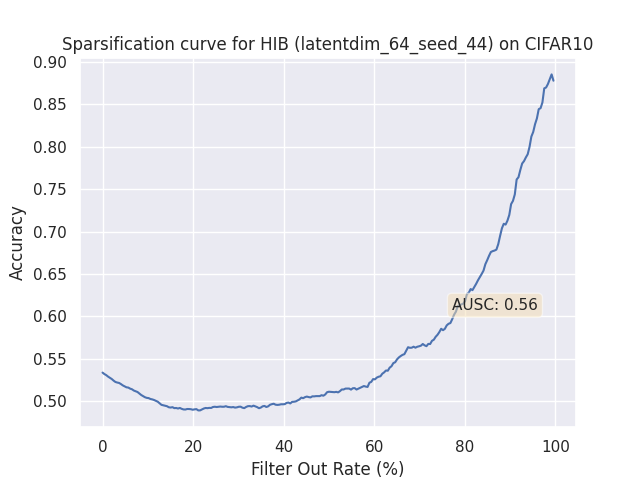 Sparsification curve for HIB (latentdim_64_seed_44) on CIFAR10
0.90
0.85
0.80
0.75
0.70
0.65
0.60
0.55
0.50
Accuracy
AUSC: 0.56
0 20 40 60 80 100
Filter Out Rate (%)